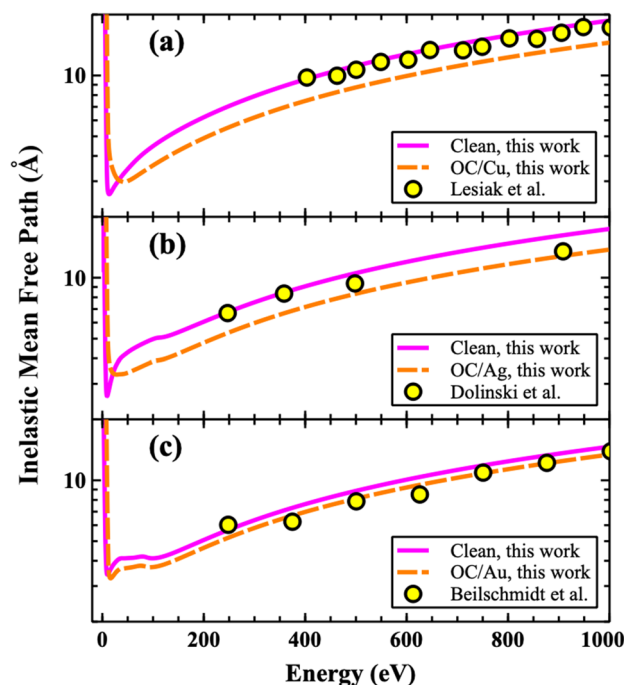 (a)
10
Clean, this work
OC/Cu, this work
Lesiak et al.
(b)
10
Clean, this work
OC/Ag, this work
Dolinski et al.
(c)
10
Clean, this work
OC/Au, this work
Beilschmidt et al.
Inelastic Mean Free Path (Å)
0 200 400 600 800 1000
Energy (eV)